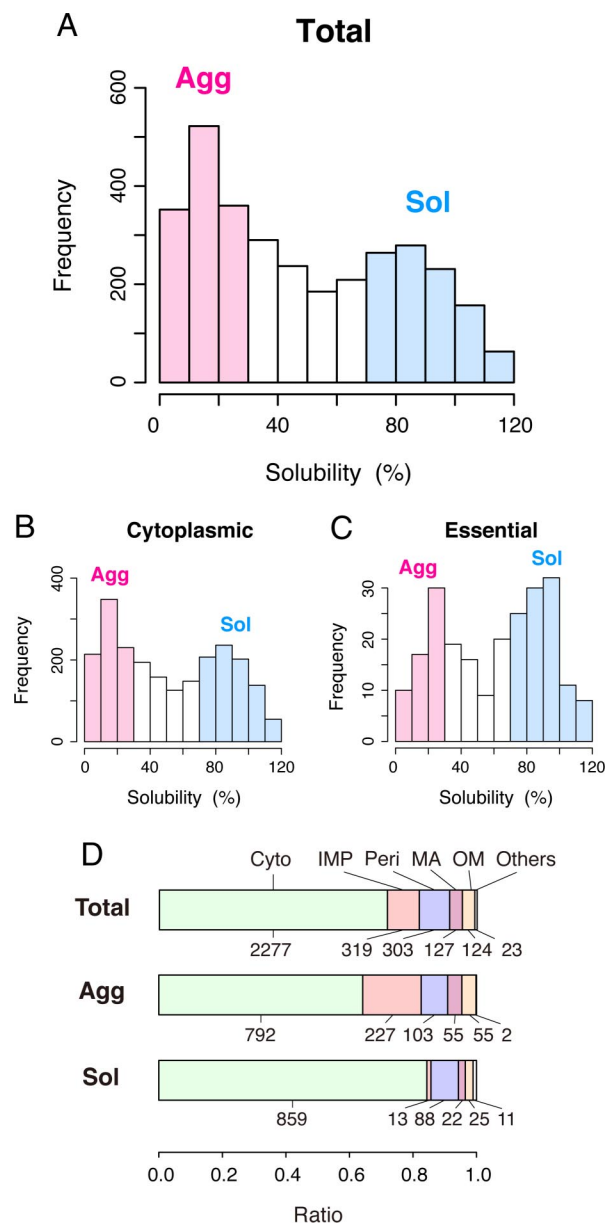 A
Total
Agg
Sol
Frequency
600
400
200
0
0 40 80 120
Solubility (%)
B
Cytoplasmic
Agg
Sol
Frequency
400
200
0
0 40 80 120
Solubility (%)
C
Essential
Agg
Sol
Frequency
30
20
10
0
0 40 80 120
Solubility (%)
D
Cyto IMP Peri MA OM Others
Total
2277 319 303 127 124 23
Agg
792 227 103 55 55 2
Sol
859 13 88 22 25 11
0.0 0.2 0.4 0.6 0.8 1.0
Ratio